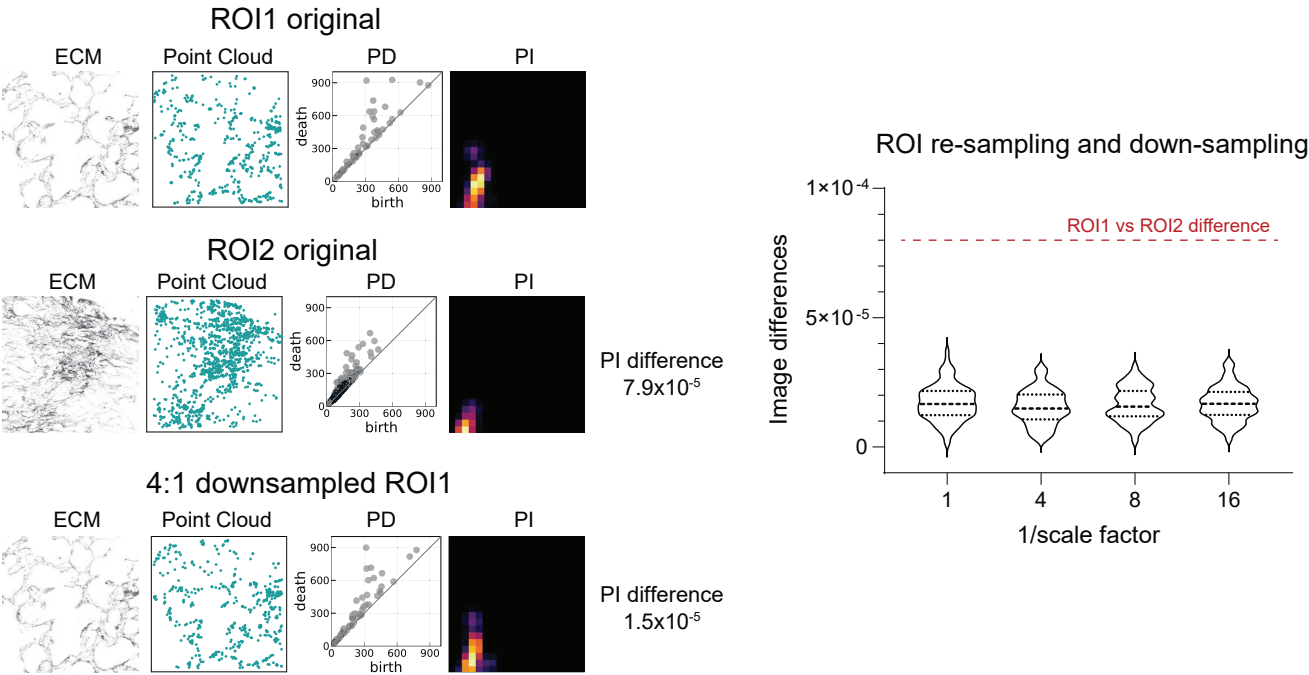 ROI1 original
ECM Point Cloud PD PI
death
900
600
300
0
0 300 600 900
birth
ROI2 original
ECM Point Cloud PD PI
death
900
600
300
0
0 300 600 900
birth
PI difference
7.9x10⁻⁵
4:1 downsampled ROI1
ECM Point Cloud PD PI
death
900
600
300
0
0 300 600 900
birth
PI difference
1.5x10⁻⁵
ROI re-sampling and down-sampling
Image differences
1×10⁻⁴
ROI1 vs ROI2 difference
5×10⁻⁵
0
1 4 8 16
1/scale factor